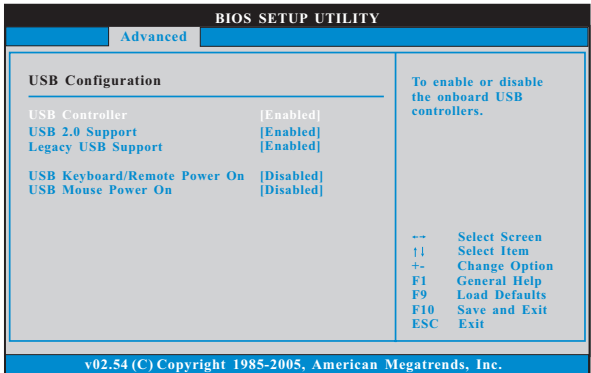 BIOS SETUP UTILITY
Advanced
USB Configuration
USB Controller [Enabled]
USB 2.0 Support [Enabled]
Legacy USB Support [Enabled]
USB Keyboard/Remote Power On [Disabled]
USB Mouse Power On [Disabled]
To enable or disable
the onboard USB
controllers.
←→ Select Screen
↑↓ Select Item
+- Change Option
F1 General Help
F9 Load Defaults
F10 Save and Exit
ESC Exit
v02.54 (C) Copyright 1985-2005, American Megatrends, Inc.